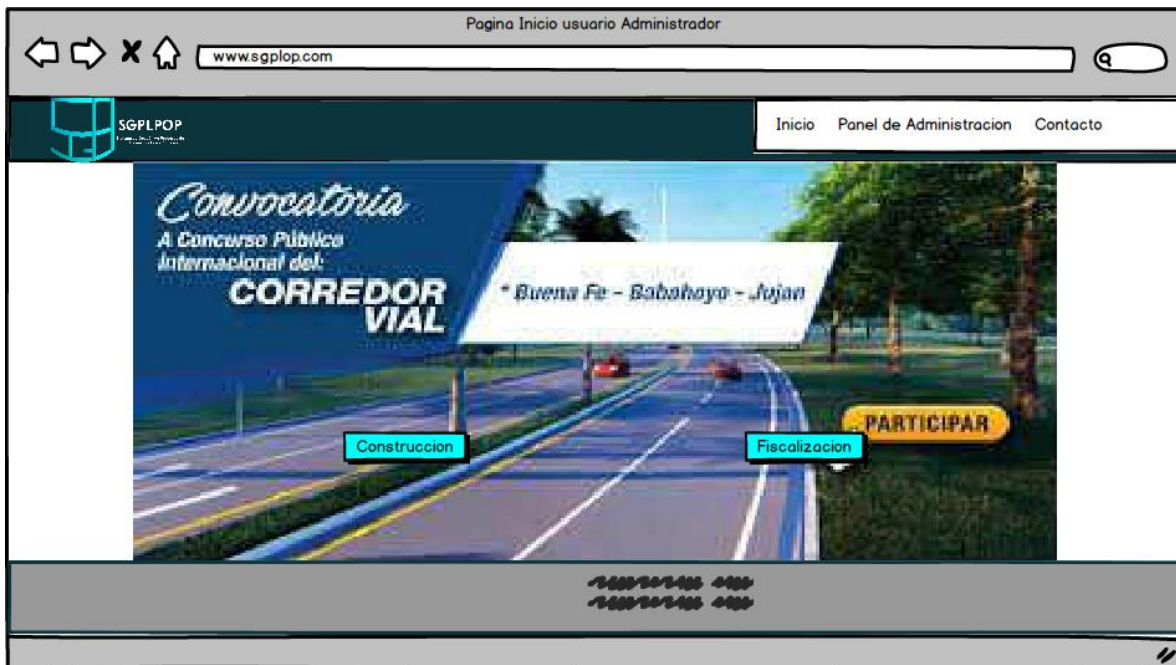 Pagina Inicio usuario Administrador
www.sgplop.com
SGPLPOP
Inicio Panel de Administracion Contacto
Convocatoria
A Concurso Público
Internacional del:
CORREDOR
VIAL
* Buena Fe - Babahoyo - Jujan
PARTICIPAR
Construccion
Fiscalizacion